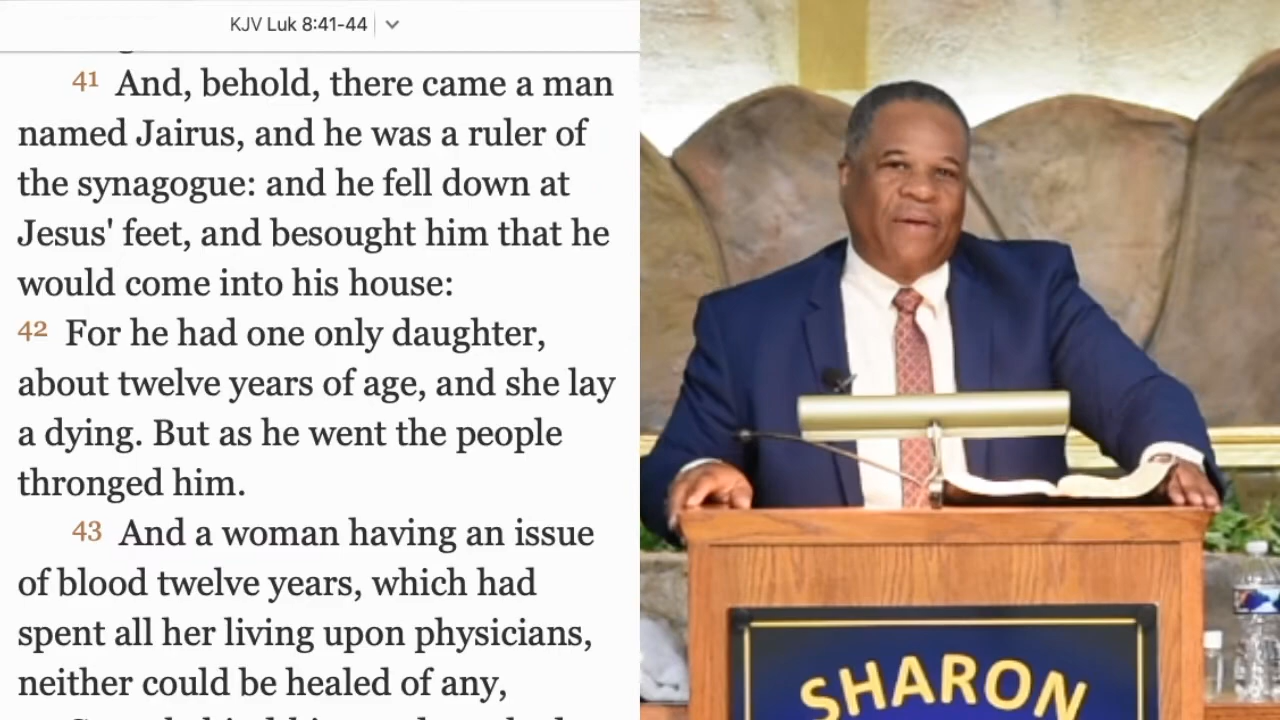 KJV Luk 8:41-44
41 And, behold, there came a man
named Jairus, and he was a ruler of
the synagogue: and he fell down at
Jesus' feet, and besought him that he
would come into his house:
42 For he had one only daughter,
about twelve years of age, and she lay
a dying. But as he went the people
thronged him.
43 And a woman having an issue
of blood twelve years, which had
spent all her living upon physicians,
neither could be healed of any,
SHARON